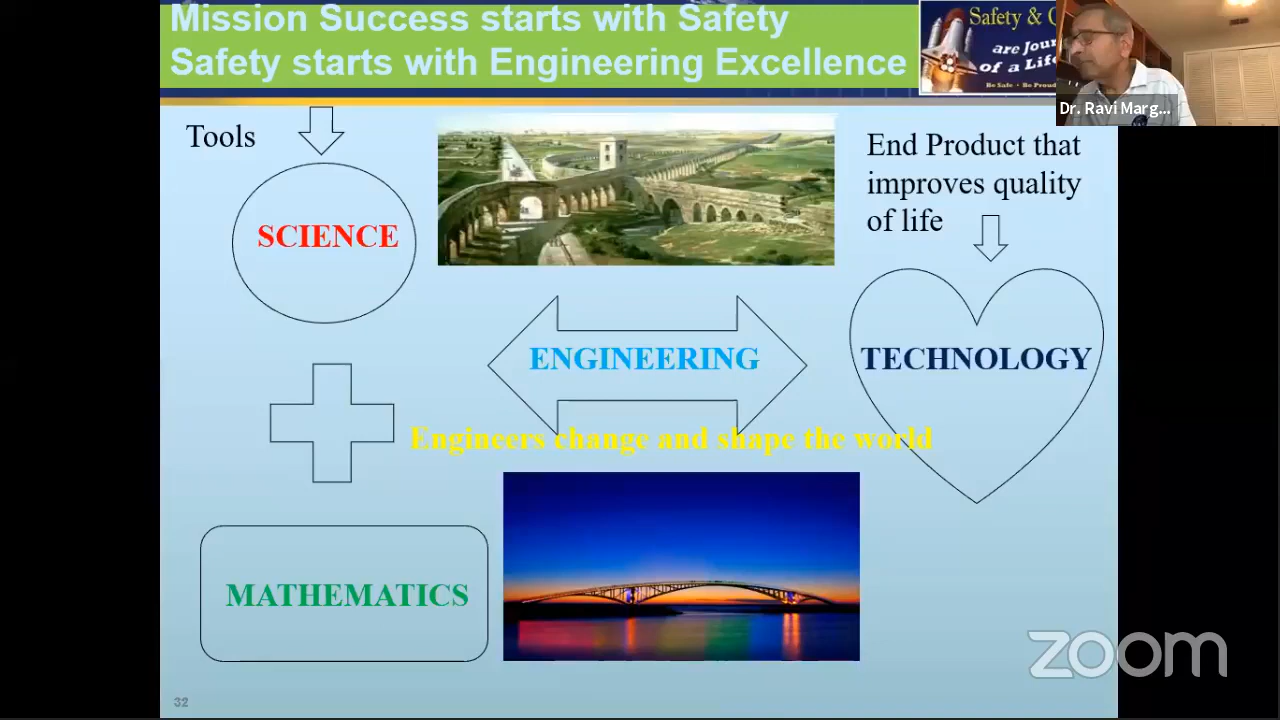 Mission Success starts with Safety
Safety starts with Engineering Excellence
Safety &
are Jour
of a Life
Be Safe • Be Proud
Dr. Ravi Marg...
Tools
End Product that
improves quality
of life
SCIENCE
ENGINEERING
TECHNOLOGY
Engineers change and shape the world
MATHEMATICS
zoom
32